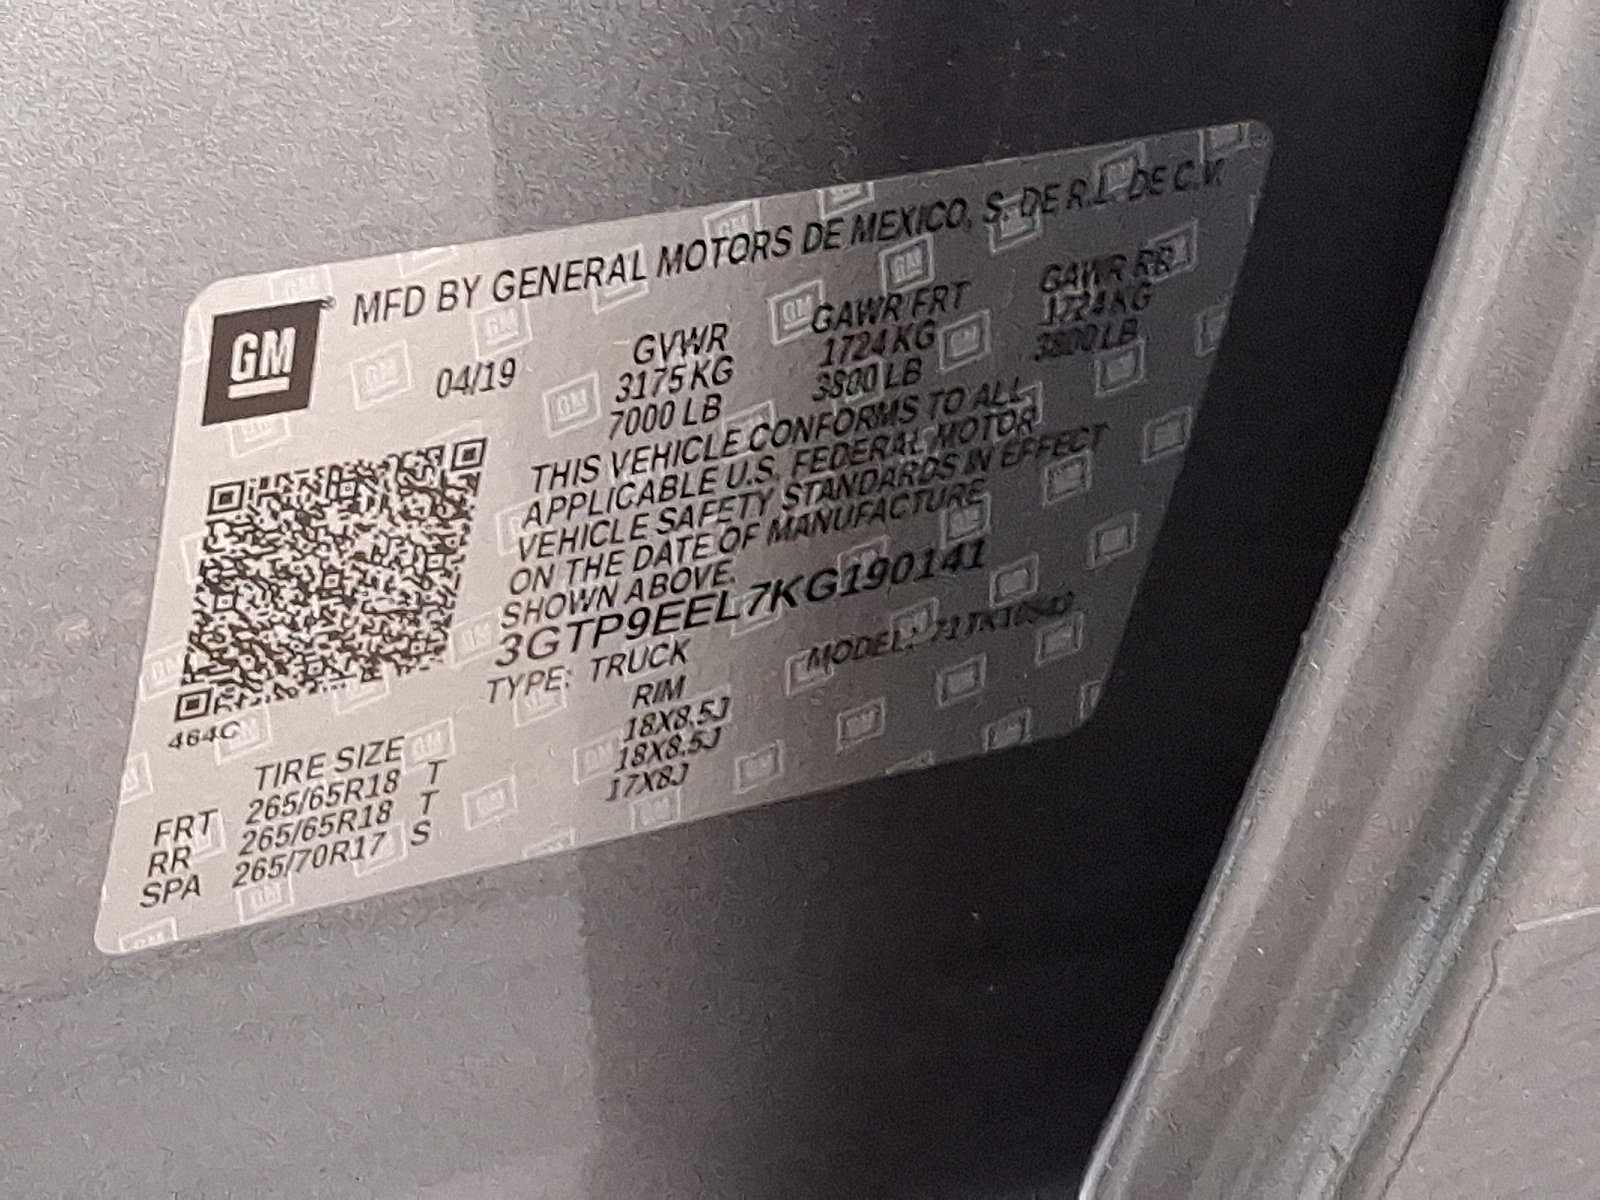 MFD BY GENERAL MOTORS DE MEXICO, S. DE R.L. DE C.V.
GM
04/19 GVWR GAWR FRT GAWR RR
3175 KG 1724 KG 1724 KG
7000 LB 3800 LB 3800 LB
THIS VEHICLE CONFORMS TO ALL
APPLICABLE U.S. FEDERAL MOTOR
VEHICLE SAFETY STANDARDS IN EFFECT
ON THE DATE OF MANUFACTURE
SHOWN ABOVE.
3GTP9EEL7KG190141
TYPE: TRUCK MODEL:
464C
TIRE SIZE RIM
FRT 265/65R18 T 18X8.5J
RR 265/65R18 T 18X8.5J
SPA 265/70R17 S 17X8J